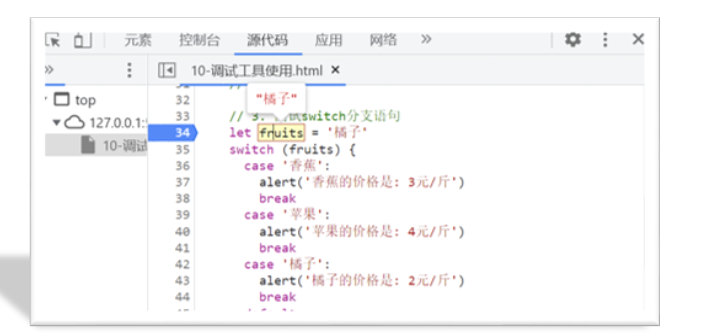 元素 控制台 源代码 应用 网络 »
» 10-调试工具使用.html ×
top
127.0.0.1:
10-调试
"橘子"
32
33 // 3. 调试switch分支语句
34 let fruits = '橘子'
35 switch (fruits) {
36 case '香蕉':
37 alert('香蕉的价格是: 3元/斤')
38 break
39 case '苹果':
40 alert('苹果的价格是: 4元/斤')
41 break
42 case '橘子':
43 alert('橘子的价格是: 2元/斤')
44 break